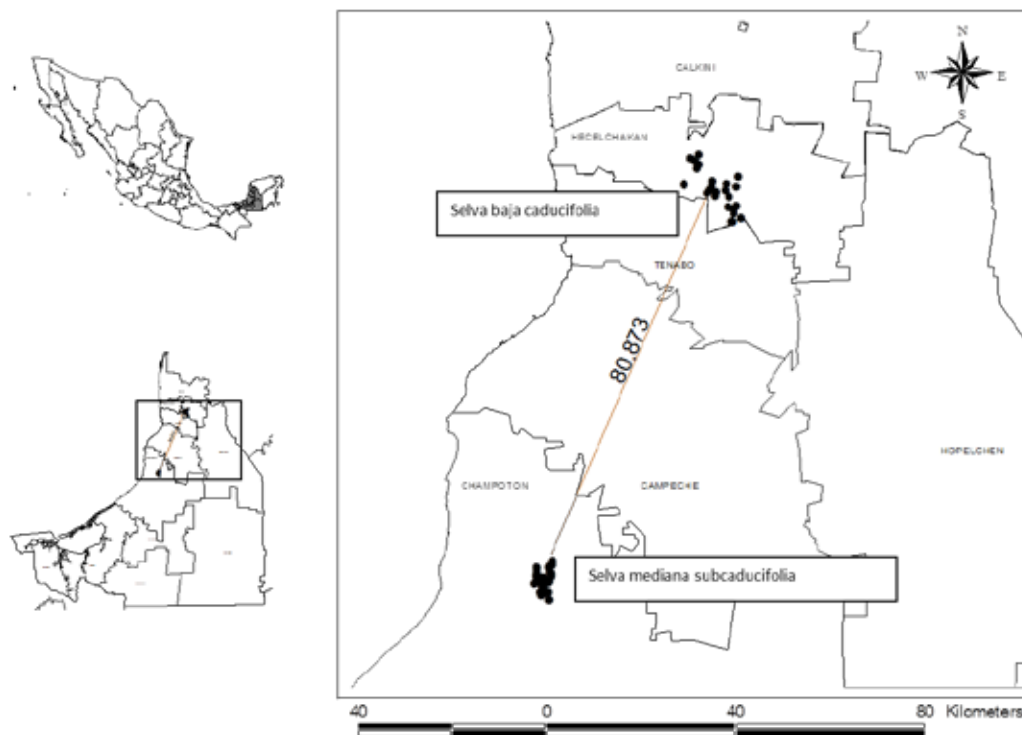 N
W E
S
CALKINI
HECELCHAKAN
Selva baja caducifolia
TENABO
80.873
HOPELCHEN
CHAMPOTON
CAMPECHE
Selva mediana subcaducifolia
40 0 40 80 Kilometers